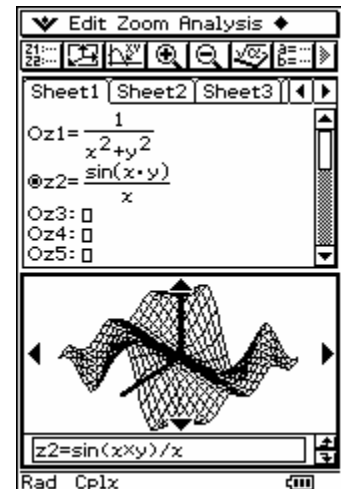 Edit Zoom Analysis ◆
Sheet1 Sheet2 Sheet3
z1=1/(x²+y²)
z2=sin(x·y)/x
z3:▯
z4:▯
z5:▯
z2=sin(x×y)/x
Rad Cplx